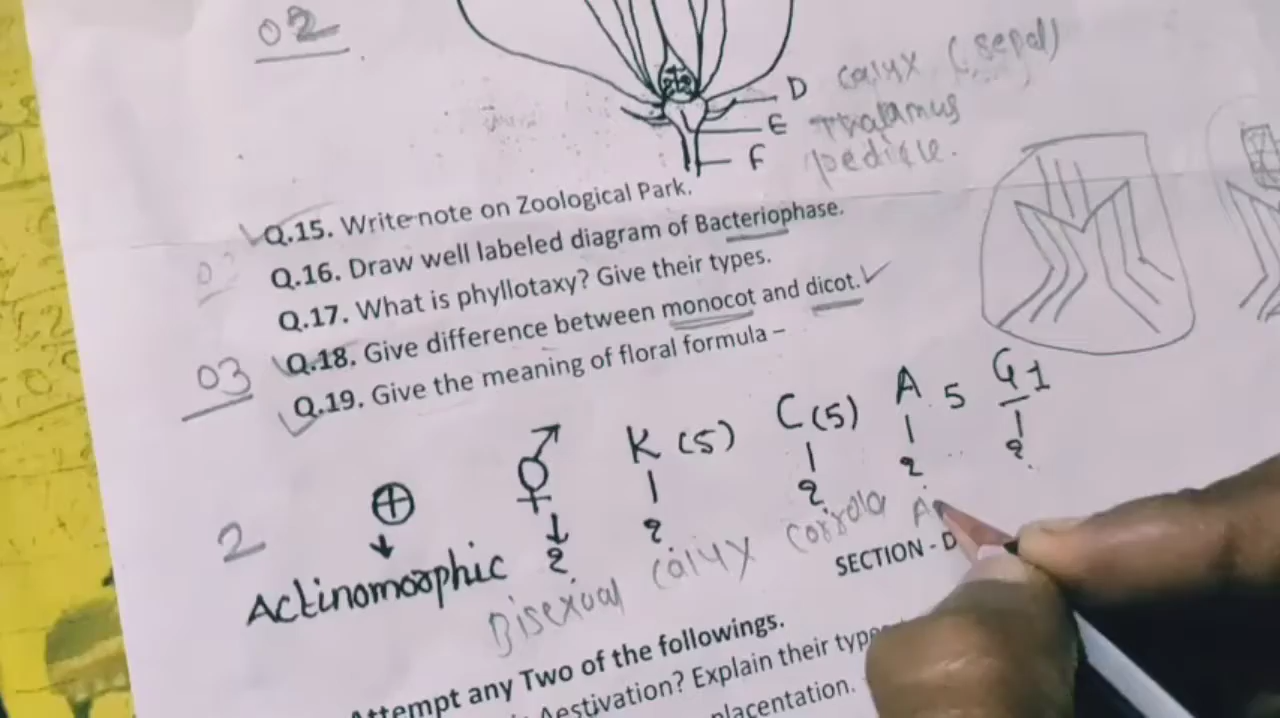 02
D calyx (sepal)
E Thalamus
F pedicle.
Q.15. Write note on Zoological Park.
Q.16. Draw well labeled diagram of Bacteriophase.
Q.17. What is phyllotaxy? Give their types.
Q.18. Give difference between monocot and dicot.
03
Q.19. Give the meaning of floral formula –
⊕ ⚥ K (5) C (5) A 5 G 1
? ? ? ? ?
2
Actinomorphic Bisexual calyx corrola A
SECTION - D
Attempt any Two of the followings.
Aestivation? Explain their type
placentation.